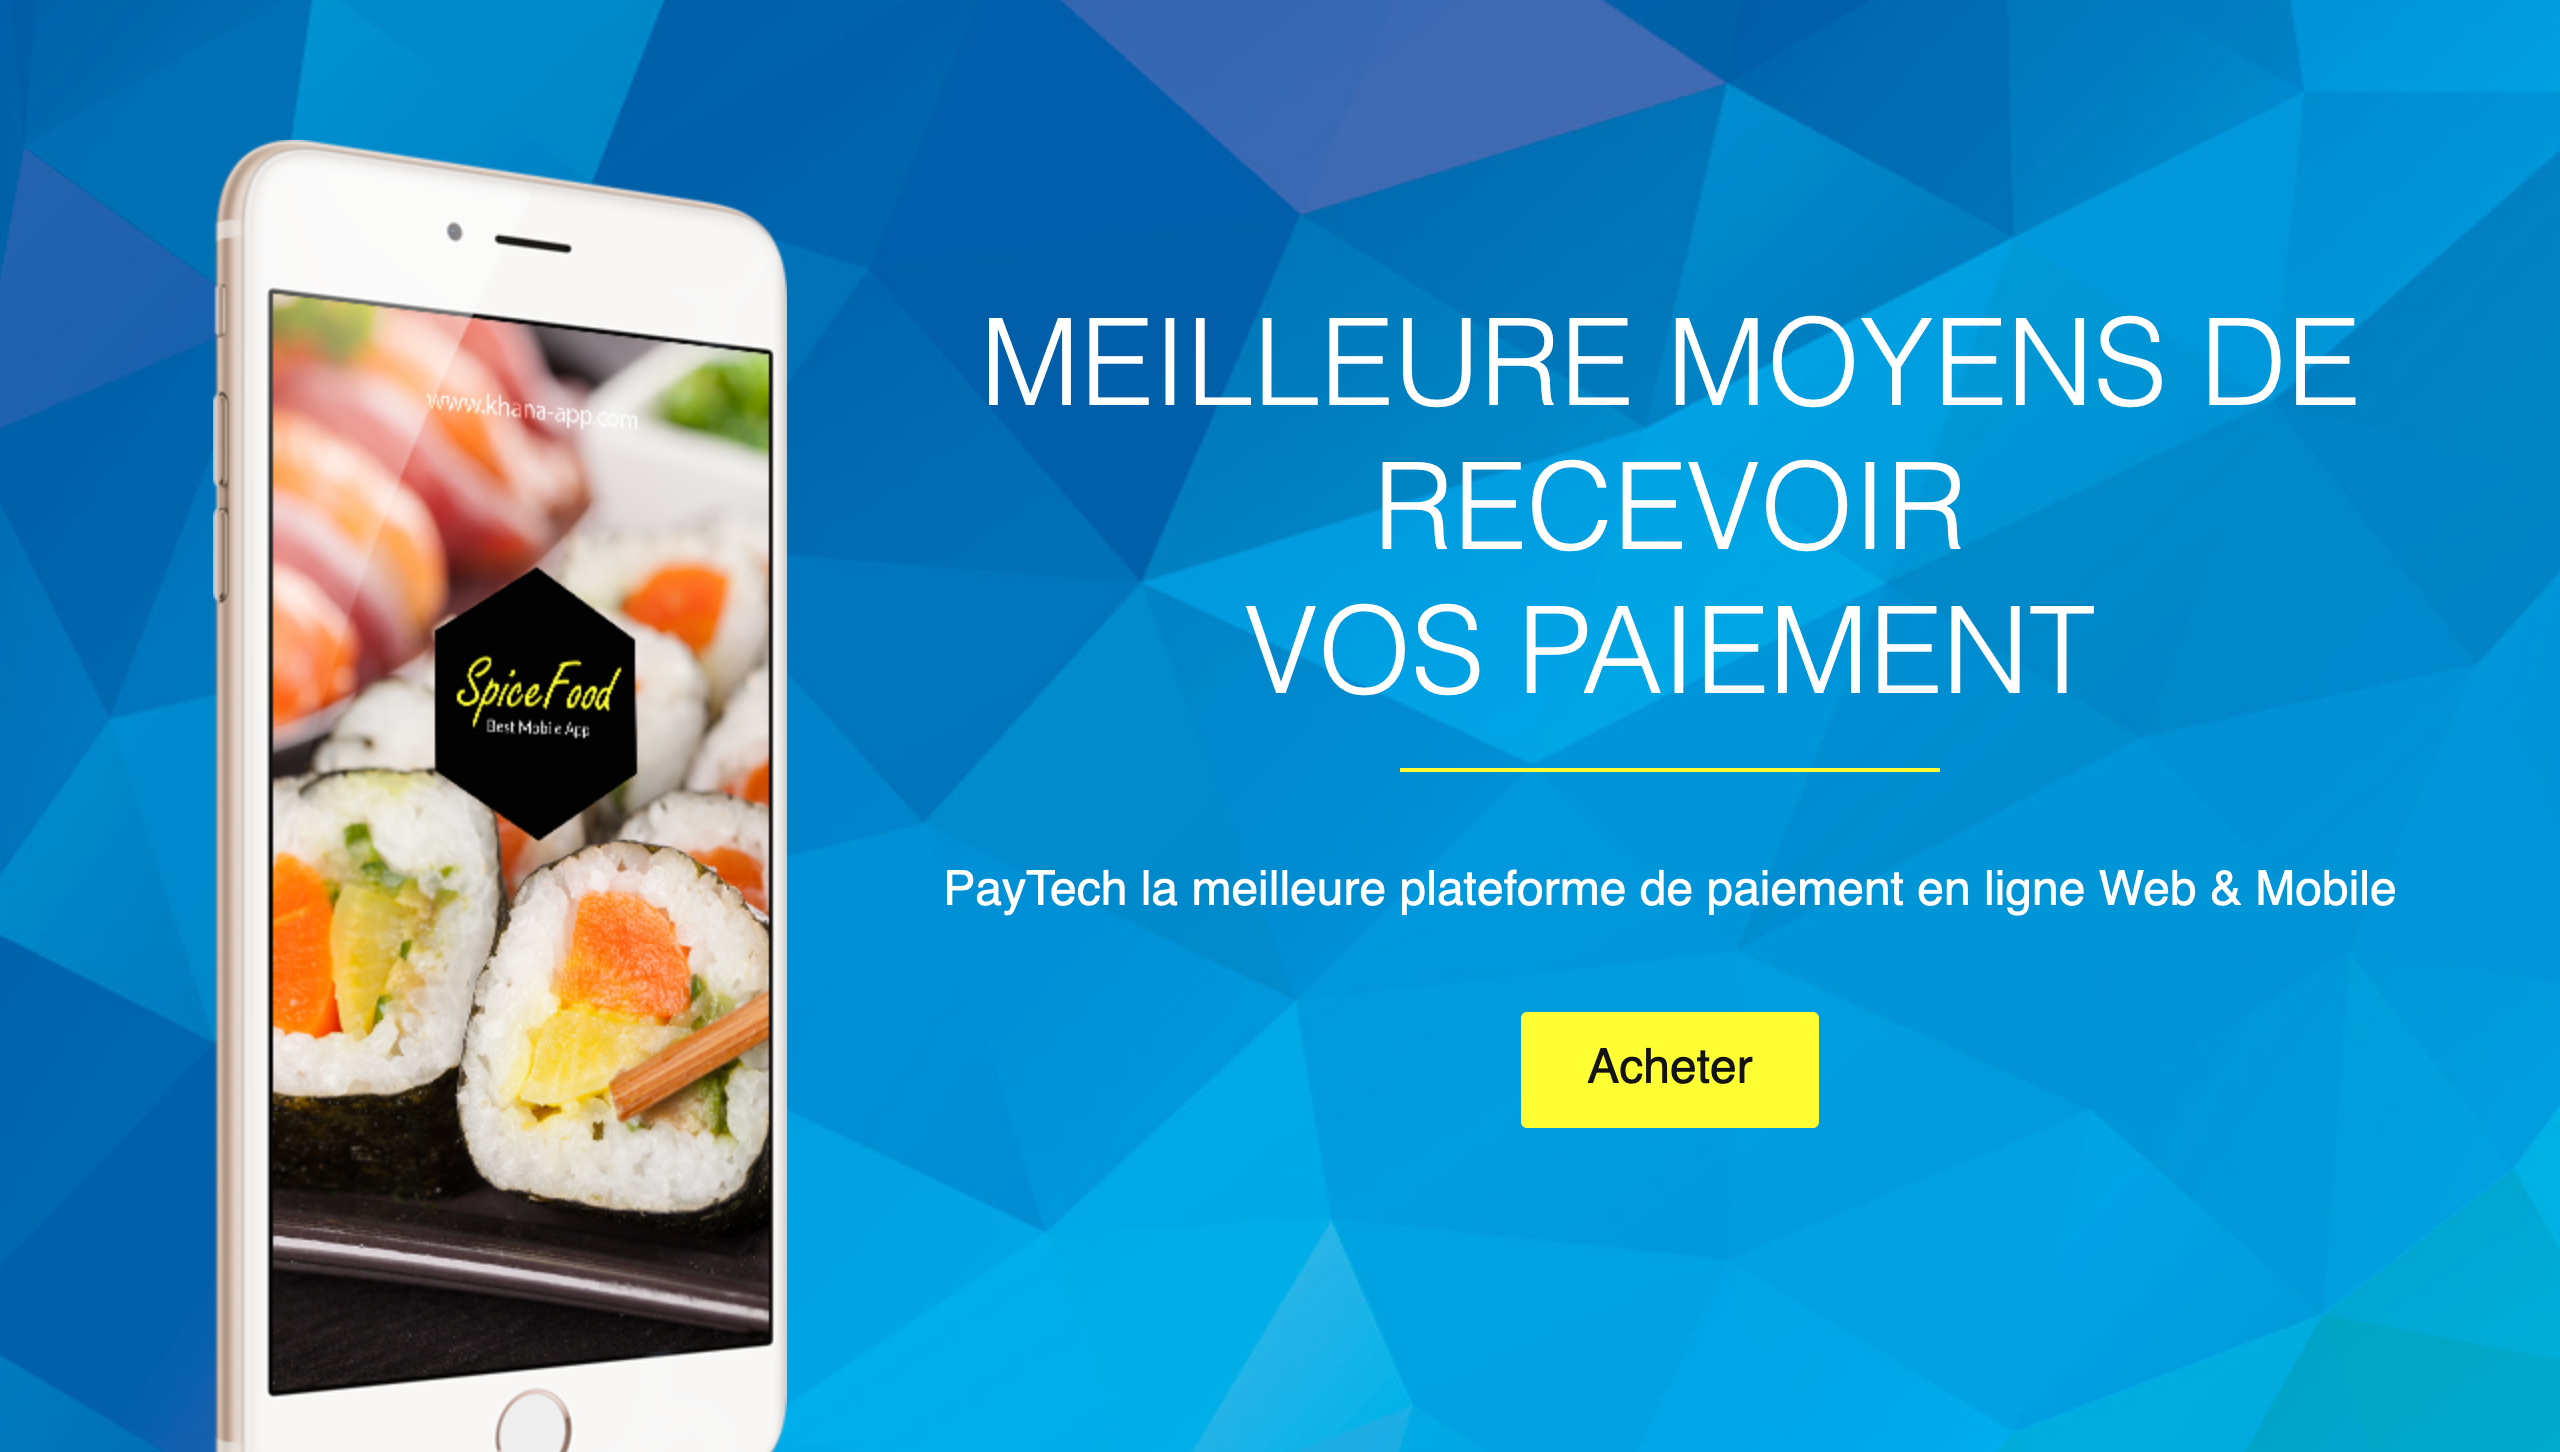 www.khana-app.com
SpiceFood
Best Mobile App
MEILLEURE MOYENS DE
RECEVOIR
VOS PAIEMENT
PayTech la meilleure plateforme de paiement en ligne Web & Mobile
Acheter